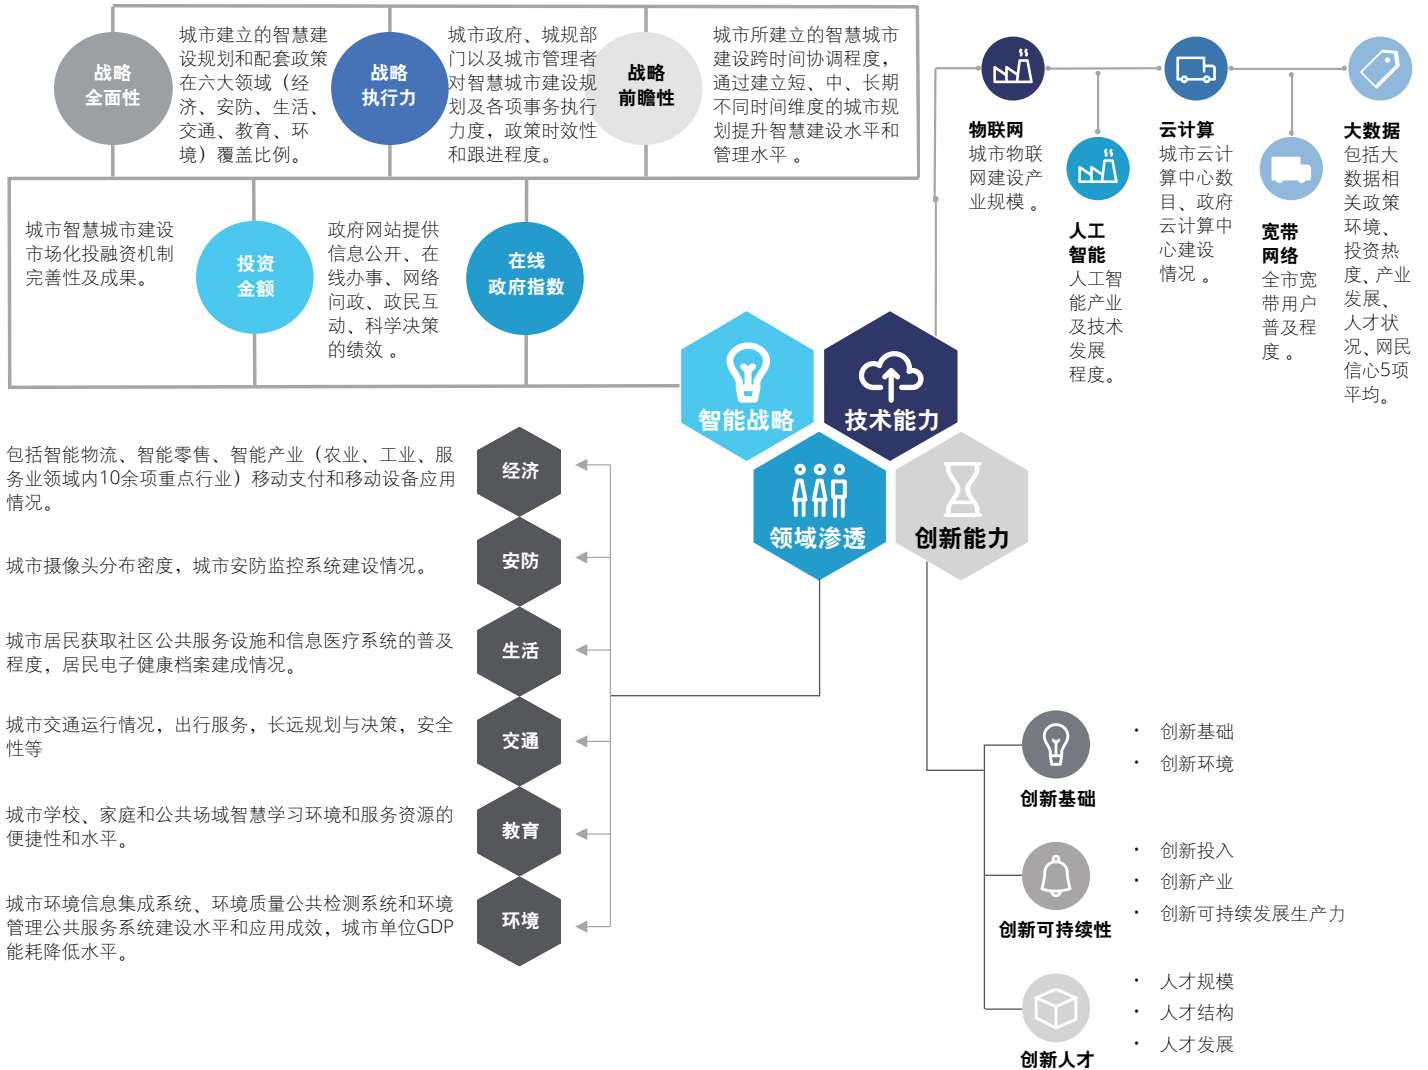 战略
全面性
城市建立的智慧建
设规划和配套政策
在六大领域（经
济、安防、生活、
交通、教育、环
境）覆盖比例。
战略
执行力
城市政府、城规部
门以及城市管理者
对智慧城市建设规
划及各项事务执行
力度，政策时效性
和跟进程度。
战略
前瞻性
城市所建立的智慧城市
建设跨时间协调程度，
通过建立短、中、长期
不同时间维度的城市规
划提升智慧建设水平和
管理水平 。
城市智慧城市建设
市场化投融资机制
完善性及成果。
投资
金额
政府网站提供
信息公开、在
线办事、网络
问政、政民互
动、科学决策
的绩效 。
在线
政府指数
物联网
城市物联
网建设产
业规模 。
人工
智能
人工智
能产业
及技术
发展
程度。
云计算
城市云计
算中心数
目、政府
云计算中
心建设
情况 。
宽带
网络
全市宽
带用户
普及程
度 。
大数据
包括大
数据相
关政策
环境、
投资热
度、产业
发展、
人才状
况、网民
信心5项
平均。
智能战略
技术能力
领域渗透
创新能力
包括智能物流、智能零售、智能产业（农业、工业、服
务业领域内10余项重点行业）移动支付和移动设备应用
情况。
经济
城市摄像头分布密度，城市安防监控系统建设情况。
安防
城市居民获取社区公共服务设施和信息医疗系统的普及
程度，居民电子健康档案建成情况。
生活
城市交通运行情况，出行服务，长远规划与决策，安全
性等
交通
城市学校、家庭和公共场域智慧学习环境和服务资源的
便捷性和水平。
教育
城市环境信息集成系统、环境质量公共检测系统和环境
管理公共服务系统建设水平和应用成效，城市单位GDP
能耗降低水平。
环境
创新基础
· 创新基础
· 创新环境
创新可持续性
· 创新投入
· 创新产业
· 创新可持续发展生产力
创新人才
· 人才规模
· 人才结构
· 人才发展